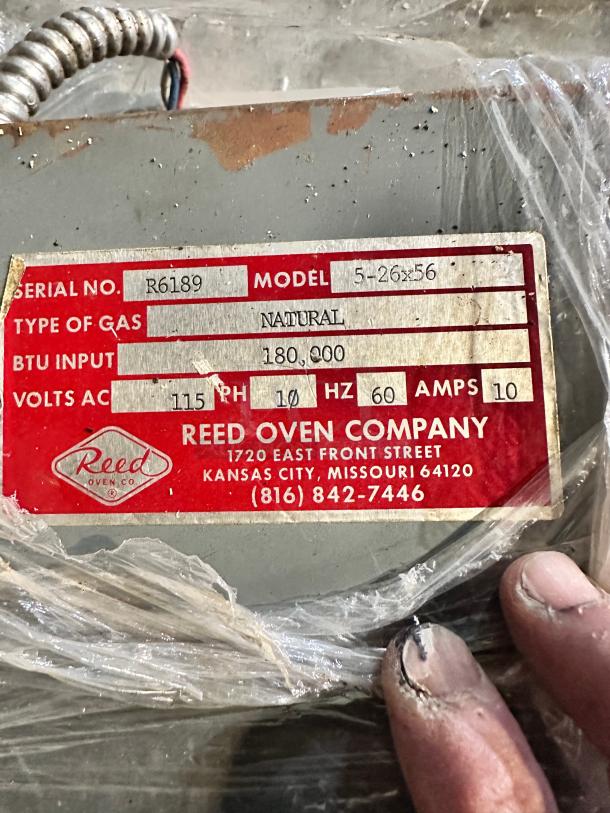 SERIAL NO. R6189 MODEL 5-26x56
TYPE OF GAS NATURAL
BTU INPUT 180,000
VOLTS AC 115 PH 1Ø HZ 60 AMPS 10
Reed
OVEN CO.
®
REED OVEN COMPANY
1720 EAST FRONT STREET
KANSAS CITY, MISSOURI 64120
(816) 842-7446